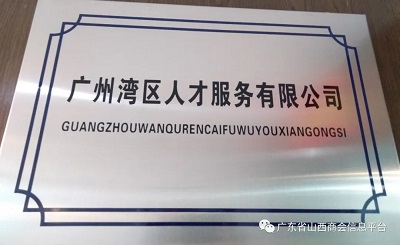 广州湾区人才服务有限公司
GUANGZHOUWANQURENCAIFUWUYOUXIANGONGSI
广东省山西商会信息平台